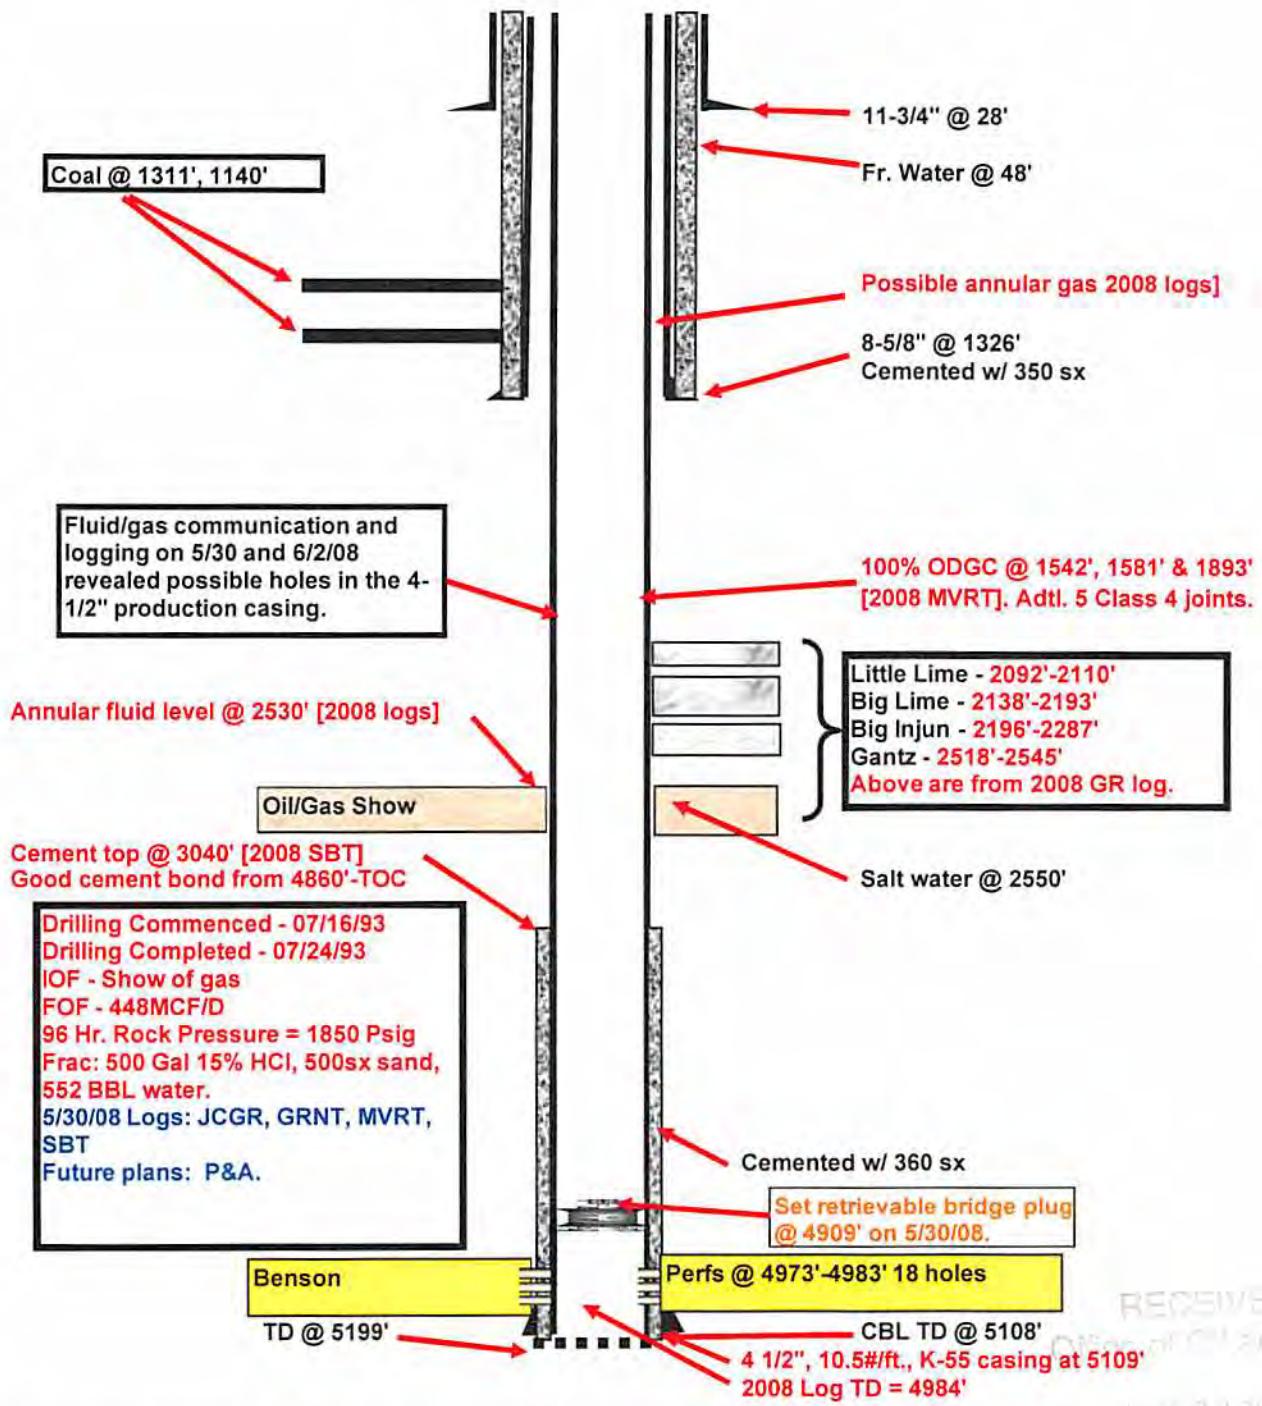 11-3/4" @ 28'
Fr. Water @ 48'
Coal @ 1311', 1140'
Possible annular gas 2008 logs]
8-5/8" @ 1326'
Cemented w/ 350 sx
Fluid/gas communication and
logging on 5/30 and 6/2/08
revealed possible holes in the 4-
1/2" production casing.
100% ODGC @ 1542', 1581' & 1893'
[2008 MVRT]. Adtl. 5 Class 4 joints.
Little Lime - 2092'-2110'
Big Lime - 2138'-2193'
Big Injun - 2196'-2287'
Gantz - 2518'-2545'
Above are from 2008 GR log.
Annular fluid level @ 2530' [2008 logs]
Oil/Gas Show
Cement top @ 3040' [2008 SBT]
Good cement bond from 4860'-TOC
Salt water @ 2550'
Drilling Commenced - 07/16/93
Drilling Completed - 07/24/93
IOF - Show of gas
FOF - 448MCF/D
96 Hr. Rock Pressure = 1850 Psig
Frac: 500 Gal 15% HCl, 500sx sand,
552 BBL water.
5/30/08 Logs: JCGR, GRNT, MVRT,
SBT
Future plans: P&A.
Cemented w/ 360 sx
Set retrievable bridge plug
@ 4909' on 5/30/08.
Benson
Perfs @ 4973'-4983' 18 holes
TD @ 5199'
CBL TD @ 5108'
4 1/2", 10.5#/ft., K-55 casing at 5109'
2008 Log TD = 4984'